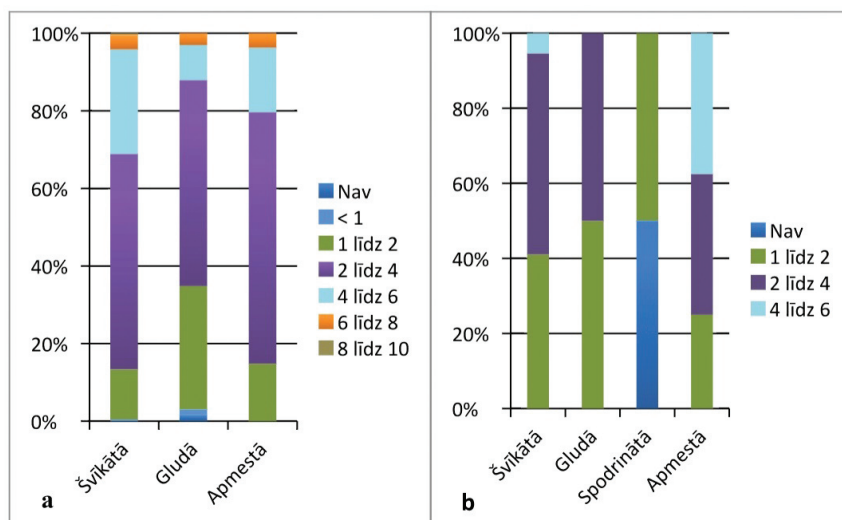 100%
80%
60%
40%
20%
0%
Švīkātā
Gludā
Apmestā
Nav
< 1
1 līdz 2
2 līdz 4
4 līdz 6
6 līdz 8
8 līdz 10
a
100%
80%
60%
40%
20%
0%
Švīkātā
Gludā
Spodrinātā
Apmestā
Nav
1 līdz 2
2 līdz 4
4 līdz 6
b